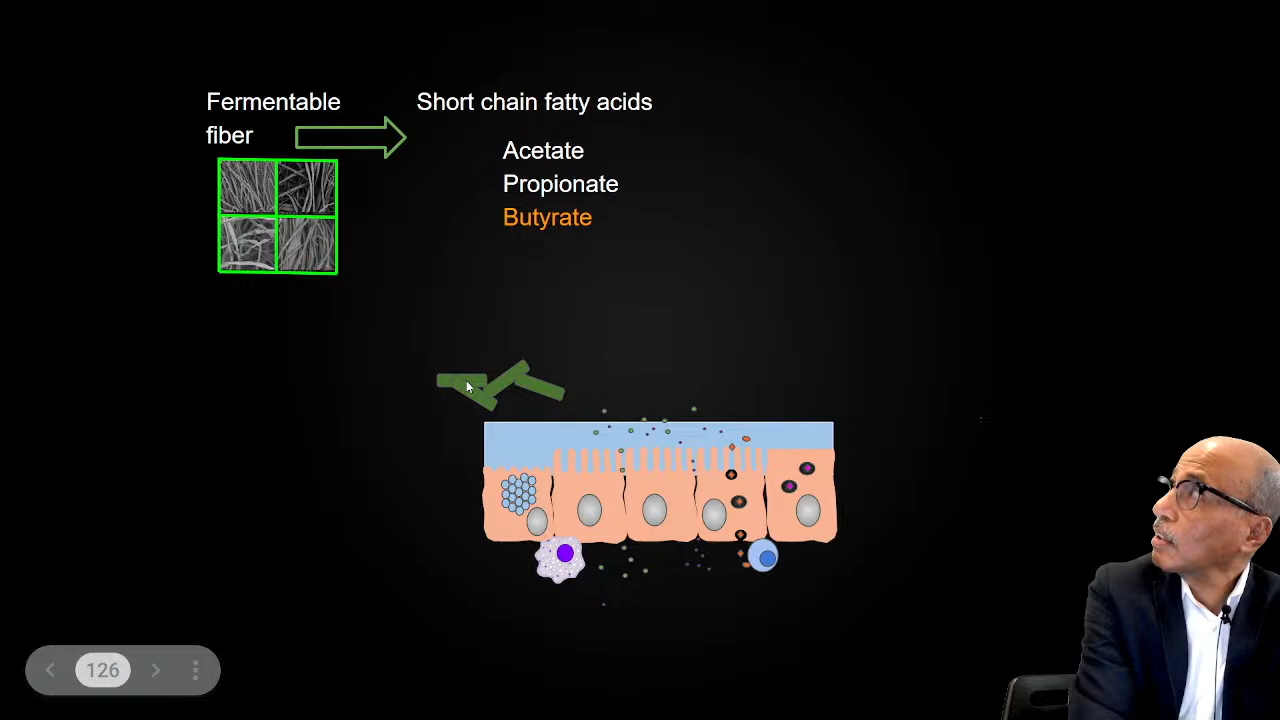 Fermentable
fiber
Short chain fatty acids
Acetate
Propionate
Butyrate
126